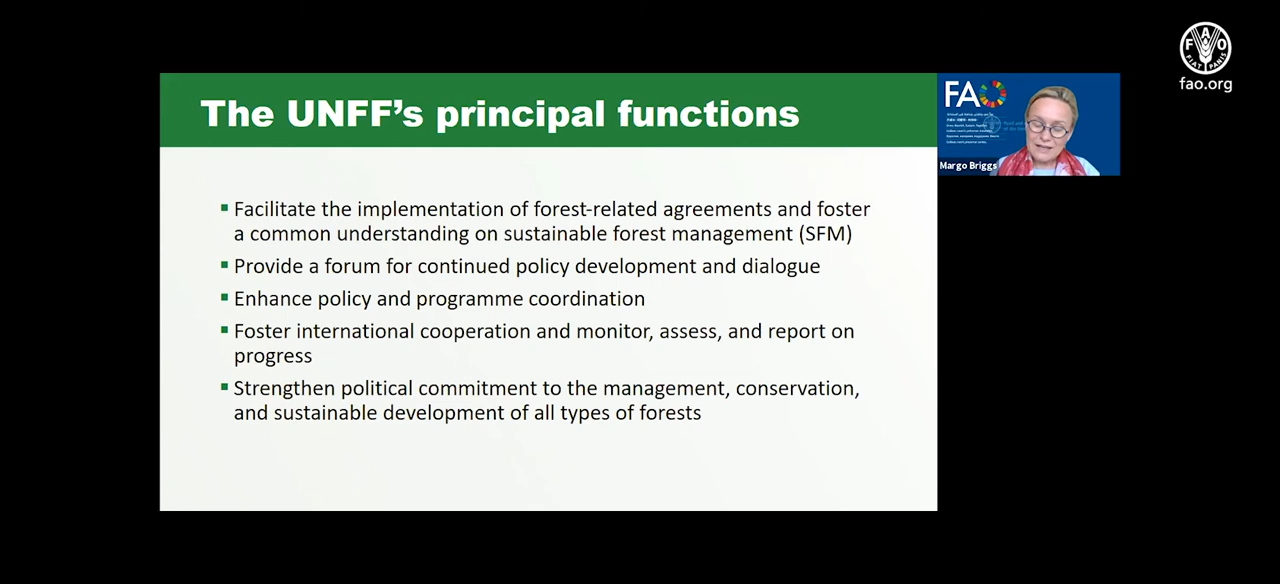 The UNFF's principal functions
▪ Facilitate the implementation of forest-related agreements and foster
a common understanding on sustainable forest management (SFM)
▪ Provide a forum for continued policy development and dialogue
▪ Enhance policy and programme coordination
▪ Foster international cooperation and monitor, assess, and report on
progress
▪ Strengthen political commitment to the management, conservation,
and sustainable development of all types of forests
FAO
Margo Briggs
FAO
FIAT PANIS
fao.org